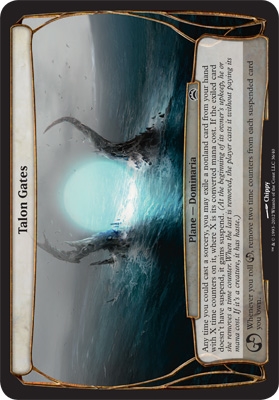 Talon Gates
Plane — Dominaria
Any time you could cast a sorcery, you may exile a nonland card from your hand
with X time counters on it, where X is its converted mana cost. If the exiled card
doesn't have suspend, it gains suspend. (At the beginning of its owner's upkeep, he or
she removes a time counter. When the last is removed, the player casts it without paying its
mana cost. If it's a creature, it has haste.)
Whenever you roll , remove two time counters from each suspended card
you own.
Chippy